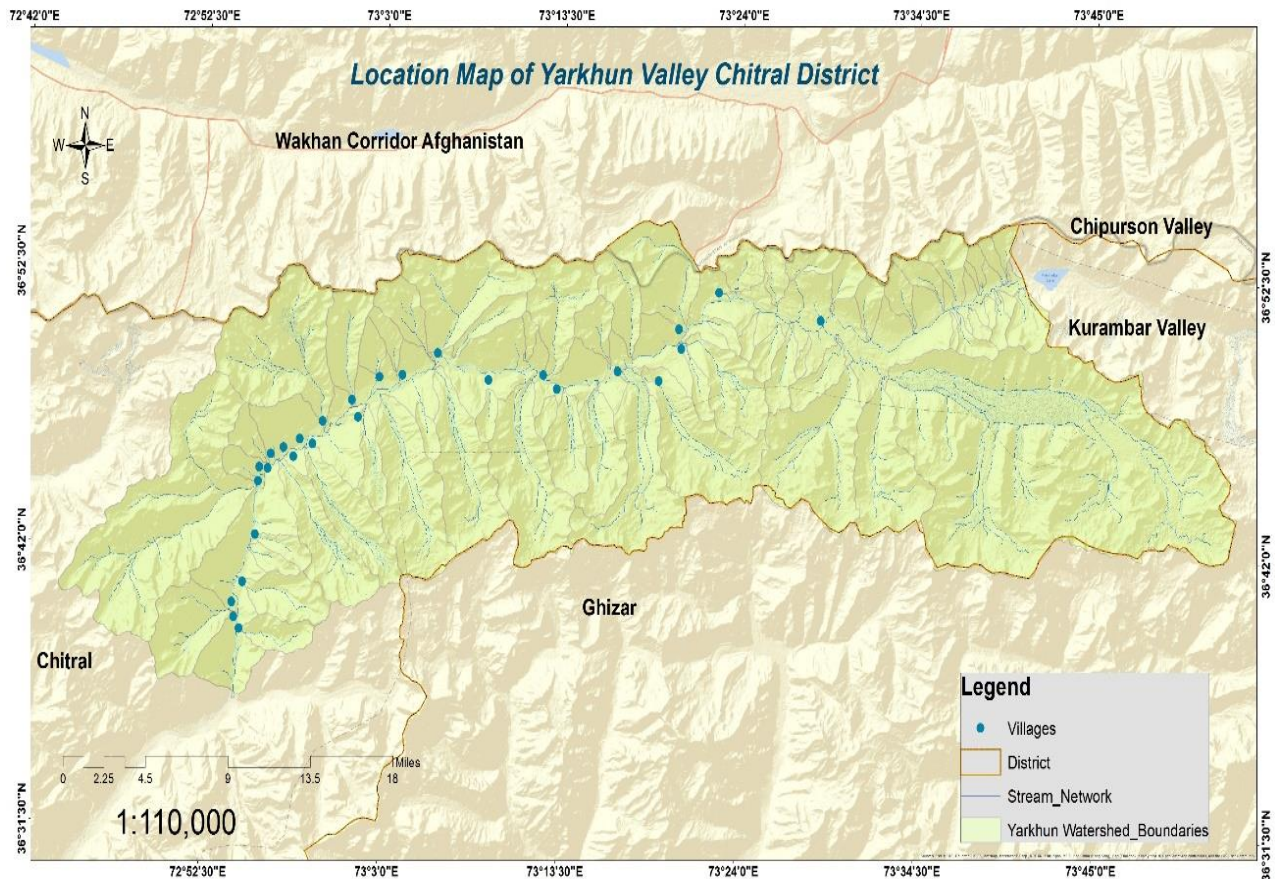 72°42'0"E 72°52'30"E 73°3'0"E 73°13'30"E 73°24'0"E 73°34'30"E 73°45'0"E
Location Map of Yarkhun Valley Chitral District
N
W E
S
Wakhan Corridor Afghanistan
Chipurson Valley
36°52'30"N
36°52'30"N
Kurambar Valley
36°42'0"N
36°42'0"N
Ghizar
Chitral
Legend
Villages
District
Stream_Network
Yarkhun Watershed_Boundaries
Miles
0 2.25 4.5 9 13.5 18
1:110,000
36°31'30"N
36°31'30"N
72°52'30"E 73°3'0"E 73°13'30"E 73°24'0"E 73°34'30"E 73°45'0"E